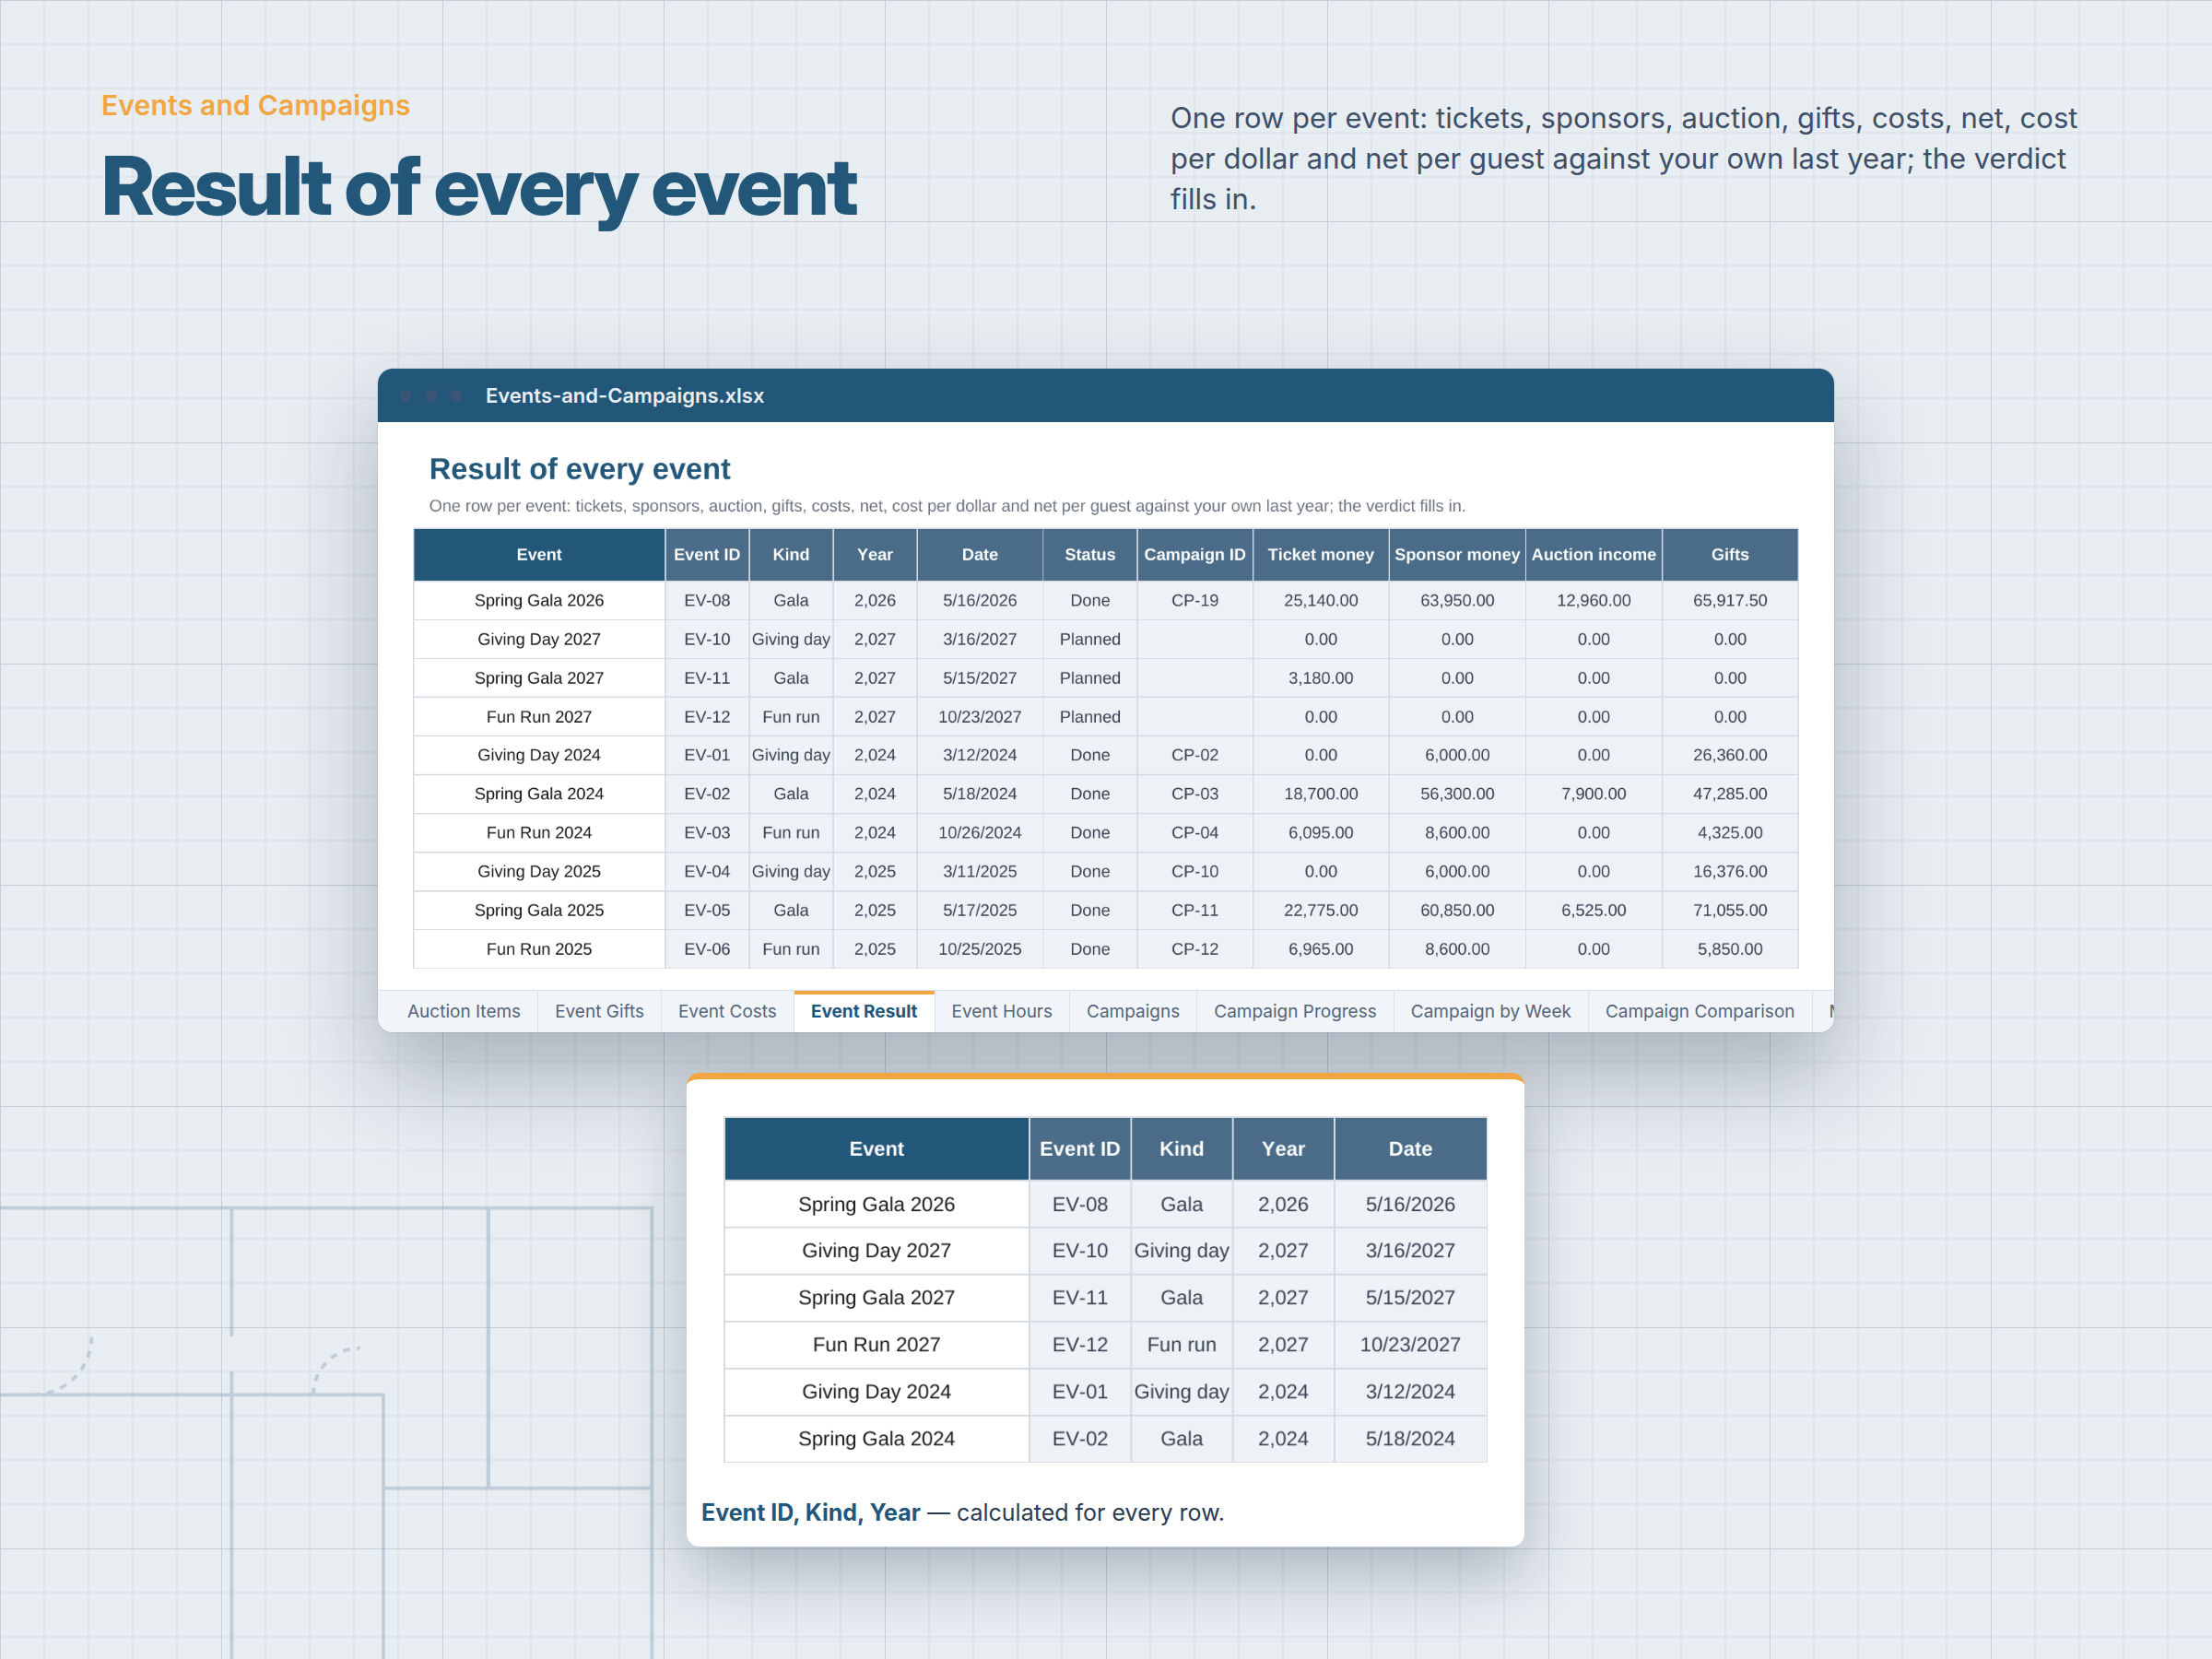 Events and Campaigns
Result of every event
One row per event: tickets, sponsors, auction, gifts, costs, net, cost
per dollar and net per guest against your own last year; the verdict
fills in.
Events-and-Campaigns.xlsx
Result of every event
One row per event: tickets, sponsors, auction, gifts, costs, net, cost per dollar and net per guest against your own last year; the verdict fills in.
Event Event ID Kind Year Date Status Campaign ID Ticket money Sponsor money Auction income Gifts
Spring Gala 2026 EV-08 Gala 2,026 5/16/2026 Done CP-19 25,140.00 63,950.00 12,960.00 65,917.50
Giving Day 2027 EV-10 Giving day 2,027 3/16/2027 Planned 0.00 0.00 0.00 0.00
Spring Gala 2027 EV-11 Gala 2,027 5/15/2027 Planned 3,180.00 0.00 0.00 0.00
Fun Run 2027 EV-12 Fun run 2,027 10/23/2027 Planned 0.00 0.00 0.00 0.00
Giving Day 2024 EV-01 Giving day 2,024 3/12/2024 Done CP-02 0.00 6,000.00 0.00 26,360.00
Spring Gala 2024 EV-02 Gala 2,024 5/18/2024 Done CP-03 18,700.00 56,300.00 7,900.00 47,285.00
Fun Run 2024 EV-03 Fun run 2,024 10/26/2024 Done CP-04 6,095.00 8,600.00 0.00 4,325.00
Giving Day 2025 EV-04 Giving day 2,025 3/11/2025 Done CP-10 0.00 6,000.00 0.00 16,376.00
Spring Gala 2025 EV-05 Gala 2,025 5/17/2025 Done CP-11 22,775.00 60,850.00 6,525.00 71,055.00
Fun Run 2025 EV-06 Fun run 2,025 10/25/2025 Done CP-12 6,965.00 8,600.00 0.00 5,850.00
Auction Items Event Gifts Event Costs Event Result Event Hours Campaigns Campaign Progress Campaign by Week Campaign Comparison
Event Event ID Kind Year Date
Spring Gala 2026 EV-08 Gala 2,026 5/16/2026
Giving Day 2027 EV-10 Giving day 2,027 3/16/2027
Spring Gala 2027 EV-11 Gala 2,027 5/15/2027
Fun Run 2027 EV-12 Fun run 2,027 10/23/2027
Giving Day 2024 EV-01 Giving day 2,024 3/12/2024
Spring Gala 2024 EV-02 Gala 2,024 5/18/2024
Event ID, Kind, Year — calculated for every row.